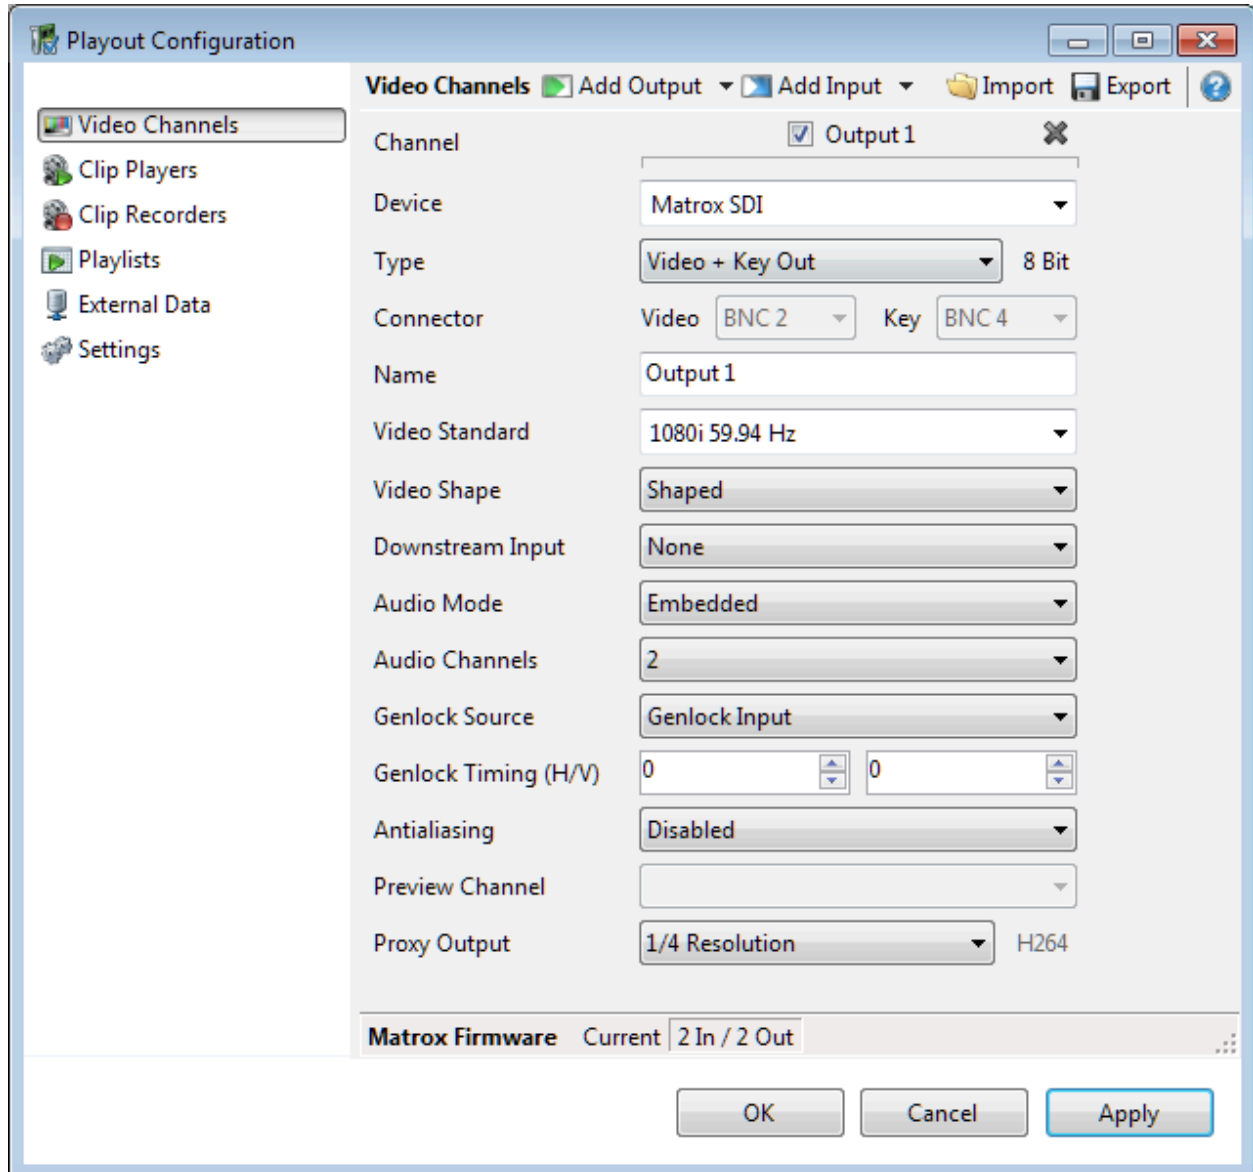 Playout Configuration
Video Channels Add Output Add Input Import Export ?
Video Channels
Clip Players
Clip Recorders
Playlists
External Data
Settings
Channel Output 1
Device Matrox SDI
Type Video + Key Out 8 Bit
Connector Video BNC 2 Key BNC 4
Name Output 1
Video Standard 1080i 59.94 Hz
Video Shape Shaped
Downstream Input None
Audio Mode Embedded
Audio Channels 2
Genlock Source Genlock Input
Genlock Timing (H/V) 0 0
Antialiasing Disabled
Preview Channel
Proxy Output 1/4 Resolution H264
Matrox Firmware Current 2 In / 2 Out
OK Cancel Apply